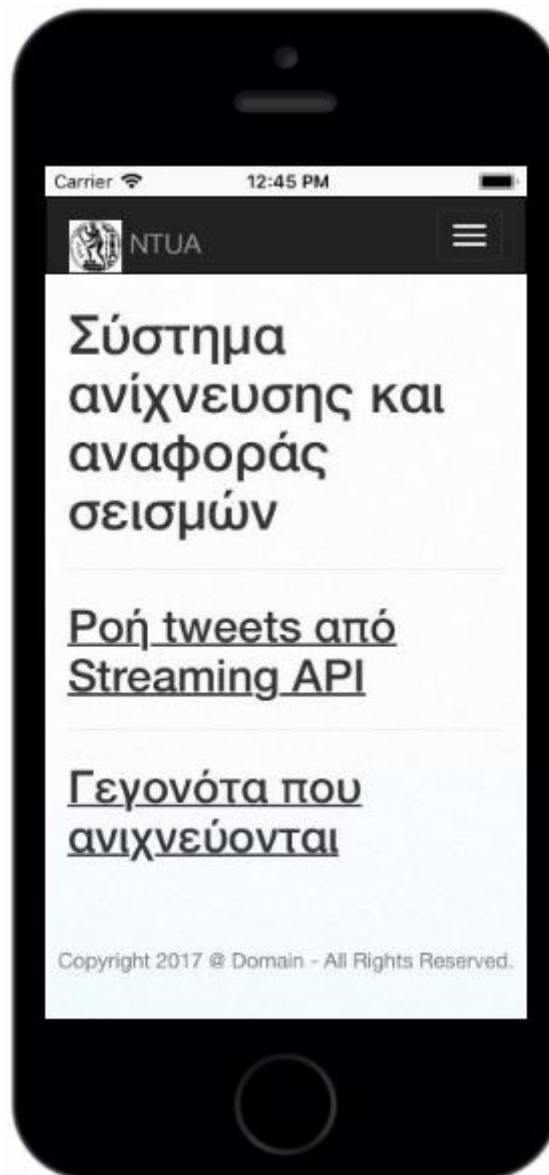 Carrier 12:45 PM
NTUA
Σύστημα
ανίχνευσης και
αναφοράς
σεισμών
Ροή tweets από
Streaming API
Γεγονότα που
ανιχνεύονται
Copyright 2017 @ Domain - All Rights Reserved.